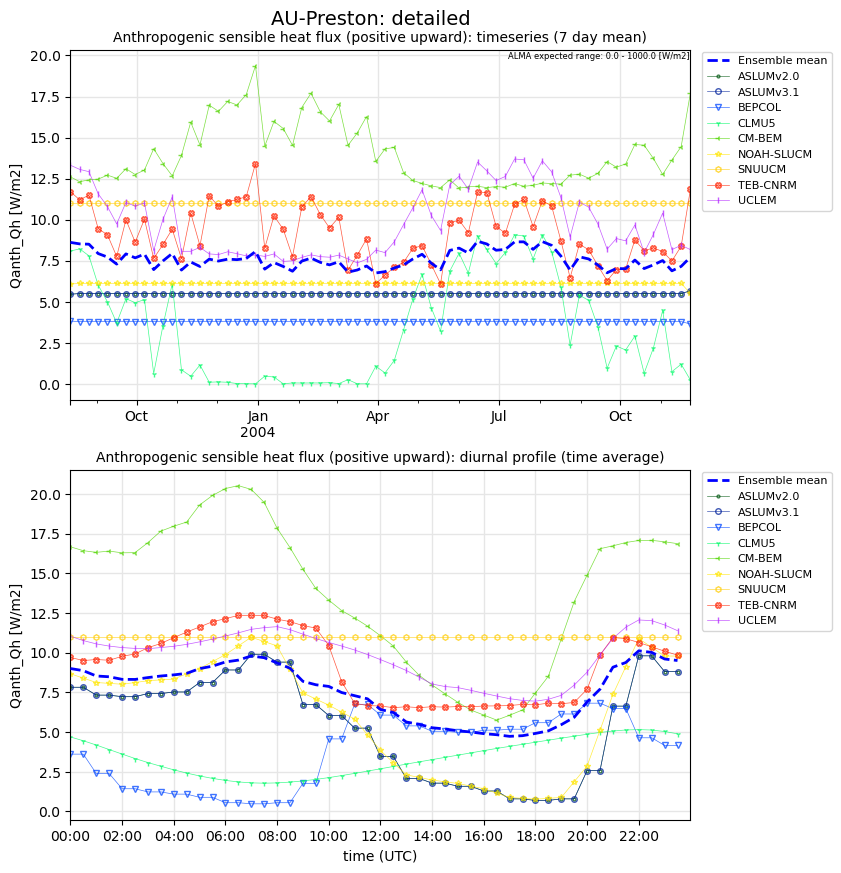 AU-Preston: detailed
Anthropogenic sensible heat flux (positive upward): timeseries (7 day mean)
ALMA expected range: 0.0 - 1000.0 [W/m2]
Qanth_Qh [W/m2]
20.0
17.5
15.0
12.5
10.0
7.5
5.0
2.5
0.0
Oct
Jan
2004
Apr
Jul
Oct
Ensemble mean
ASLUMv2.0
ASLUMv3.1
BEPCOL
CLMU5
CM-BEM
NOAH-SLUCM
SNUUCM
TEB-CNRM
UCLEM
Anthropogenic sensible heat flux (positive upward): diurnal profile (time average)
Qanth_Qh [W/m2]
20.0
17.5
15.0
12.5
10.0
7.5
5.0
2.5
0.0
00:00
02:00
04:00
06:00
08:00
10:00
12:00
14:00
16:00
18:00
20:00
22:00
time (UTC)
Ensemble mean
ASLUMv2.0
ASLUMv3.1
BEPCOL
CLMU5
CM-BEM
NOAH-SLUCM
SNUUCM
TEB-CNRM
UCLEM